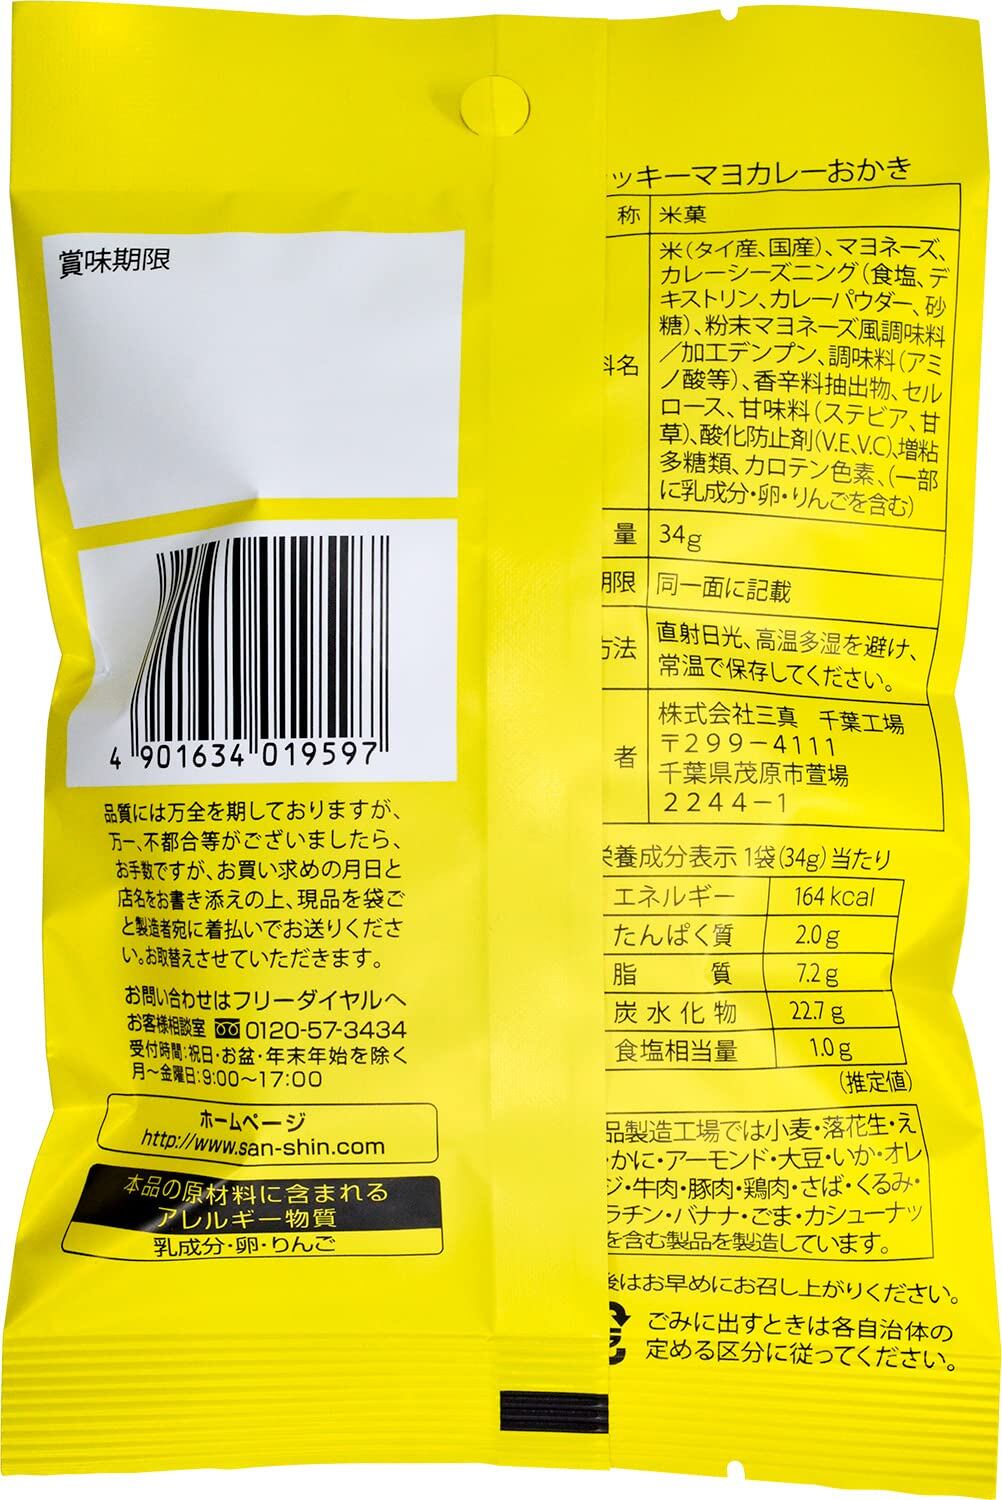 賞味期限
4 901634 019597
品質には万全を期しておりますが、
万一、不都合等がございましたら、
お手数ですが、お買い求めの月日と
店名をお書き添えの上、現品を袋ご
と製造者宛に着払いでお送りくださ
い。お取替えさせていただきます。
お問い合わせはフリーダイヤルへ
お客様相談室 0120-57-3434
受付時間:祝日・お盆・年末年始を除く
月〜金曜日:9:00〜17:00
ホームページ
http://www.san-shin.com
本品の原材料に含まれる
アレルギー物質
乳成分・卵・りんご
ッキーマヨカレーおかき
称 米菓
米(タイ産、国産)、マヨネーズ、
カレーシーズニング(食塩、デ
キストリン、カレーパウダー、砂
糖)、粉末マヨネーズ風調味料
料名 /加工デンプン、調味料(アミ
ノ酸等)、香辛料抽出物、セル
ロース、甘味料(ステビア、甘
草)、酸化防止剤(V.E、V.C)、増粘
多糖類、カロテン色素、(一部
に乳成分・卵・りんごを含む)
量 34g
期限 同一面に記載
方法 直射日光、高温多湿を避け、
常温で保存してください。
者 株式会社三真 千葉工場
〒299-4111
千葉県茂原市萱場
2244-1
栄養成分表示 1袋(34g)当たり
エネルギー 164kcal
たんぱく質 2.0g
脂質 7.2g
炭水化物 22.7g
食塩相当量 1.0g
(推定値)
品製造工場では小麦・落花生・え
・かに・アーモンド・大豆・いか・オレ
ジ・牛肉・豚肉・鶏肉・さば・くるみ・
ラチン・バナナ・ごま・カシューナッ
を含む製品を製造しています。
後はお早めにお召し上がりください。
ごみに出すときは各自治体の
定める区分に従ってください。